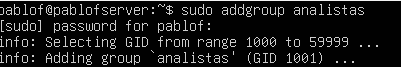 pablof@pablofserver:~$ sudo addgroup analistas
[sudo] password for pablof:
info: Selecting GID from range 1000 to 59999 ...
info: Adding group `analistas' (GID 1001) ...